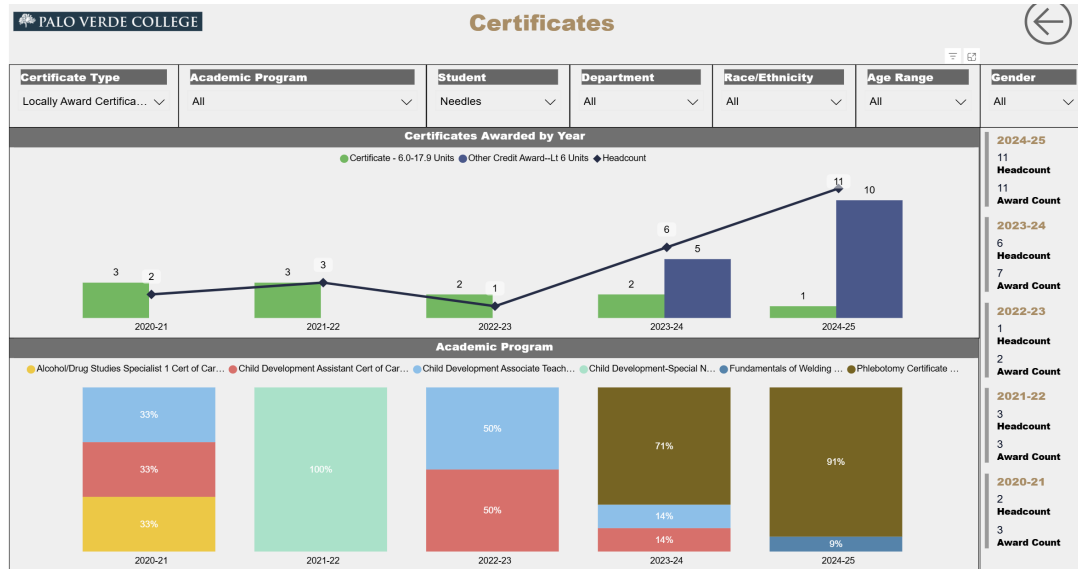 PALO VERDE COLLEGE
Certificates
Certificate Type
Locally Award Certifica...
Academic Program
All
Student
Needles
Department
All
Race/Ethnicity
All
Age Range
All
Gender
All
Certificates Awarded by Year
Certificate - 6.0-17.9 Units Other Credit Award--Lt 6 Units Headcount
3
2
3
3
2
1
2
6
5
1
11
10
2020-21 2021-22 2022-23 2023-24 2024-25
Academic Program
Alcohol/Drug Studies Specialist 1 Cert of Car... Child Development Assistant Cert of Car... Child Development Associate Teach... Child Development-Special N... Fundamentals of Welding ... Phlebotomy Certificate ...
33%
33%
33%
100%
50%
50%
71%
14%
14%
91%
9%
2020-21 2021-22 2022-23 2023-24 2024-25
2024-25
11
Headcount
11
Award Count
2023-24
6
Headcount
7
Award Count
2022-23
1
Headcount
2
Award Count
2021-22
3
Headcount
3
Award Count
2020-21
2
Headcount
3
Award Count